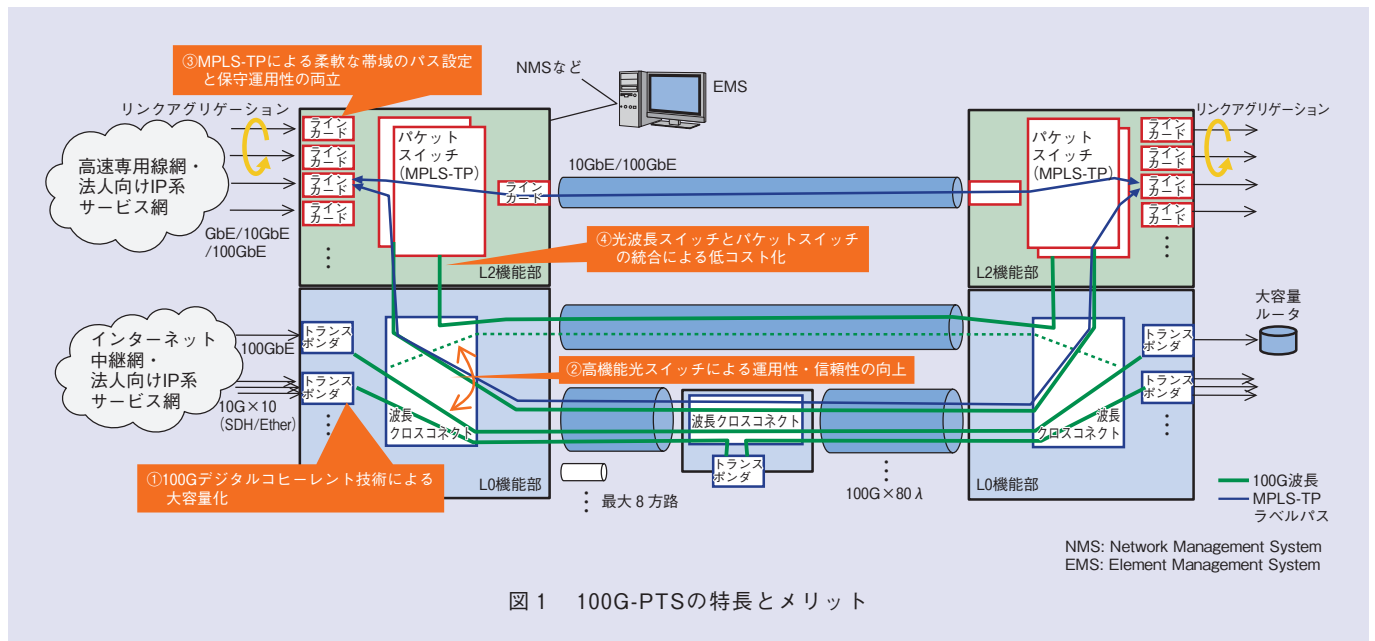 ③MPLS-TPによる柔軟な帯域のパス設定
と保守運用性の両立
NMSなど
EMS
リンクアグリゲーション
リンクアグリゲーション
高速専用線網・
法人向けIP系
サービス網
GbE/10GbE
/100GbE
ライン
カード
ライン
カード
ライン
カード
ライン
カード
⋮
パケット
スイッチ
(MPLS-TP)
ライン
カード
10GbE/100GbE
パケット
スイッチ
(MPLS-TP)
ライン
カード
ライン
カード
ライン
カード
ライン
カード
⋮
④光波長スイッチとパケットスイッチ
の統合による低コスト化
L2機能部
L2機能部
インターネット
中継網・
法人向けIP系
サービス網
100GbE
10G×10
(SDH/Ether)
トランス
ポンダ
トランス
ポンダ
⋮
波長
クロスコネクト
②高機能光スイッチによる運用性・信頼性の向上
波長クロスコネクト
トランス
ポンダ
波長
クロスコネクト
トランス
ポンダ
トランス
ポンダ
⋮
大容量
ルータ
①100Gデジタルコヒーレント技術による
大容量化
L0機能部
⋮ 最大8方路
⋮
100G×80λ
L0機能部
100G波長
MPLS-TP
ラベルパス
NMS: Network Management System
EMS: Element Management System
図1 100G-PTSの特長とメリット